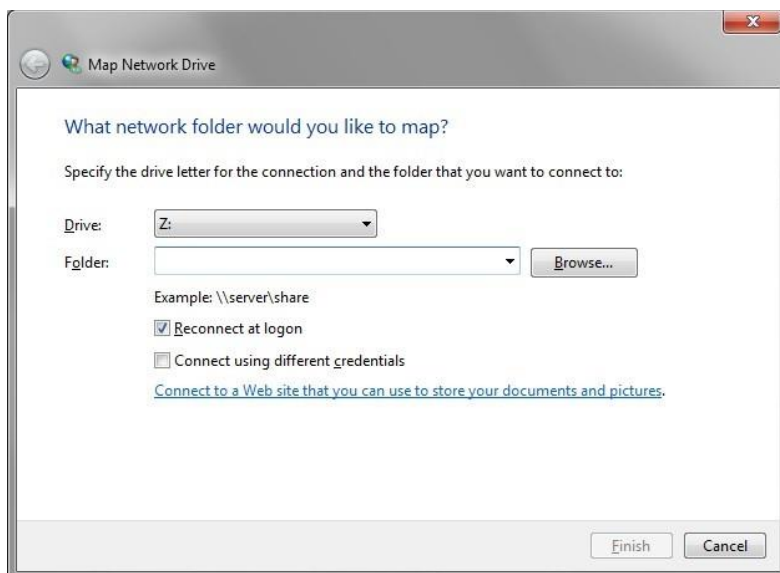 Map Network Drive
What network folder would you like to map?
Specify the drive letter for the connection and the folder that you want to connect to:
Drive: Z:
Folder: Browse...
Example: \\server\share
Reconnect at logon
Connect using different credentials
Connect to a Web site that you can use to store your documents and pictures.
Finish Cancel